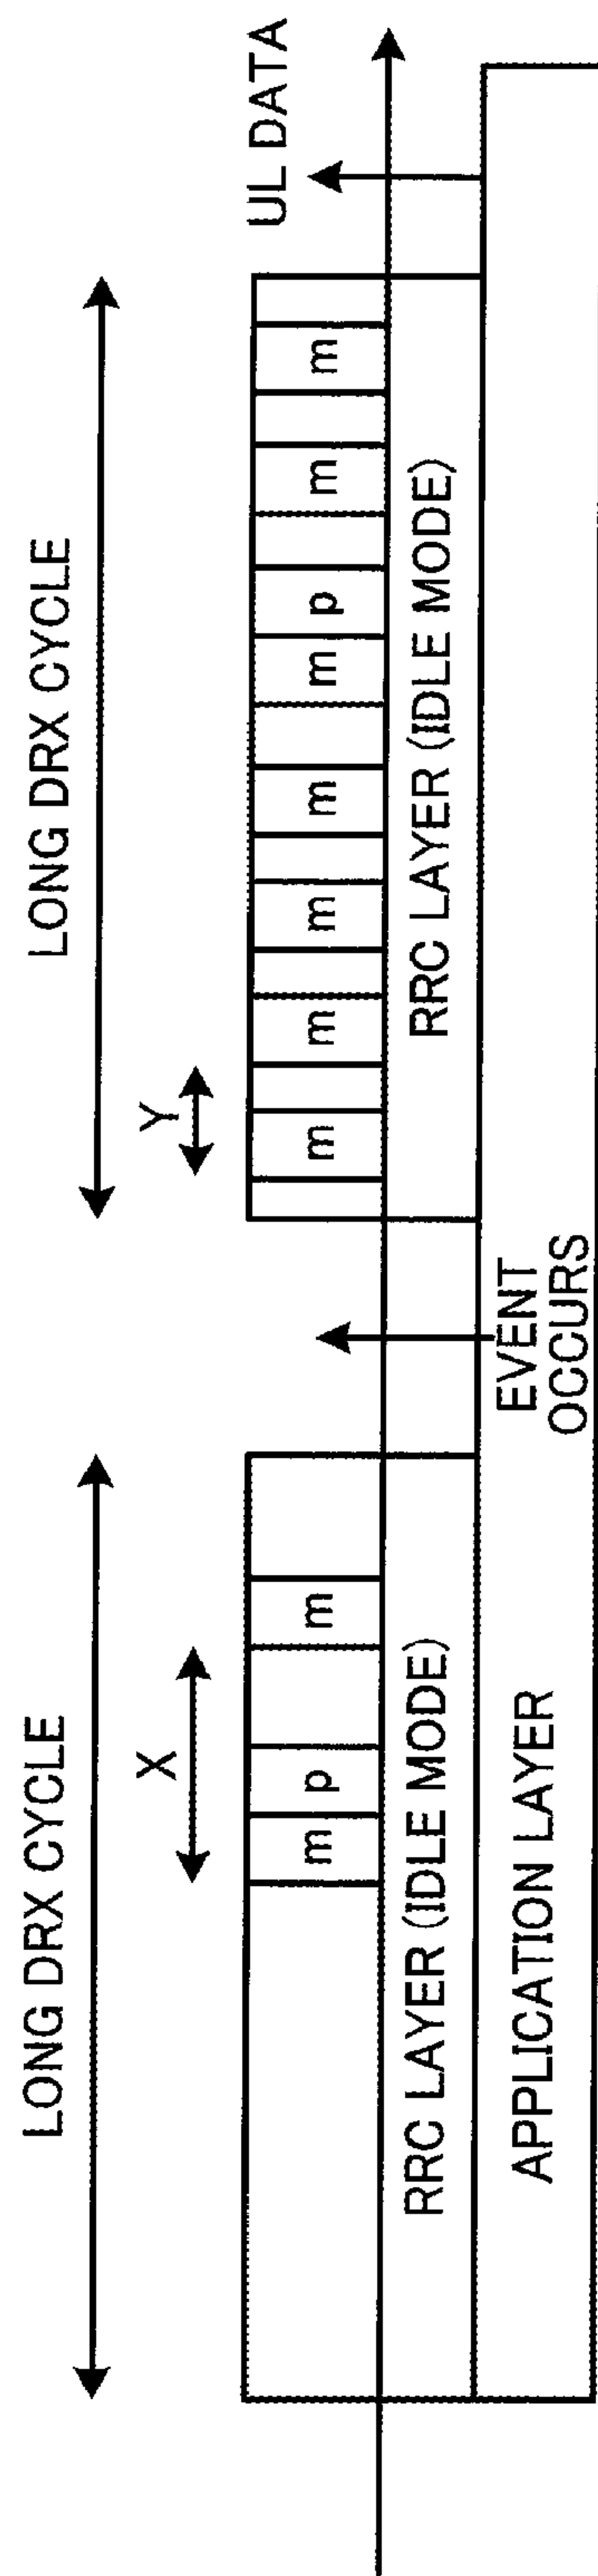 LONG DRX CYCLE
LONG DRX CYCLE
X
Y
UL DATA
m
p
m
m
m
m
m
m
p
m
m
RRC LAYER (IDLE MODE)
RRC LAYER (IDLE MODE)
EVENT
OCCURS
APPLICATION LAYER